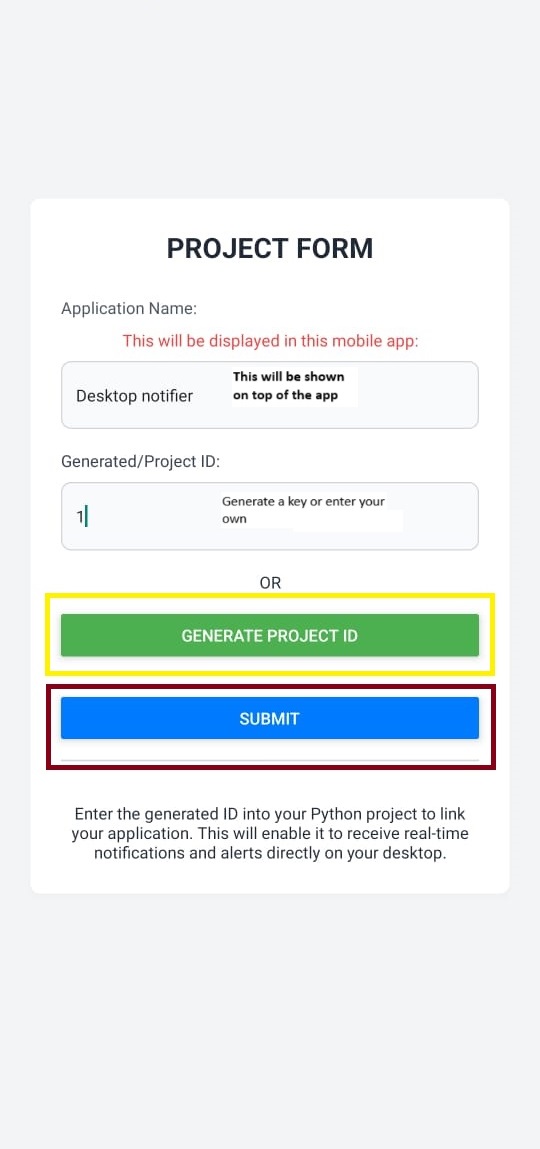 PROJECT FORM
Application Name:
This will be displayed in this mobile app:
Desktop notifier
This will be shown
on top of the app
Generated/Project ID:
1
Generate a key or enter your
own
OR
GENERATE PROJECT ID
SUBMIT
Enter the generated ID into your Python project to link
your application. This will enable it to receive real-time
notifications and alerts directly on your desktop.